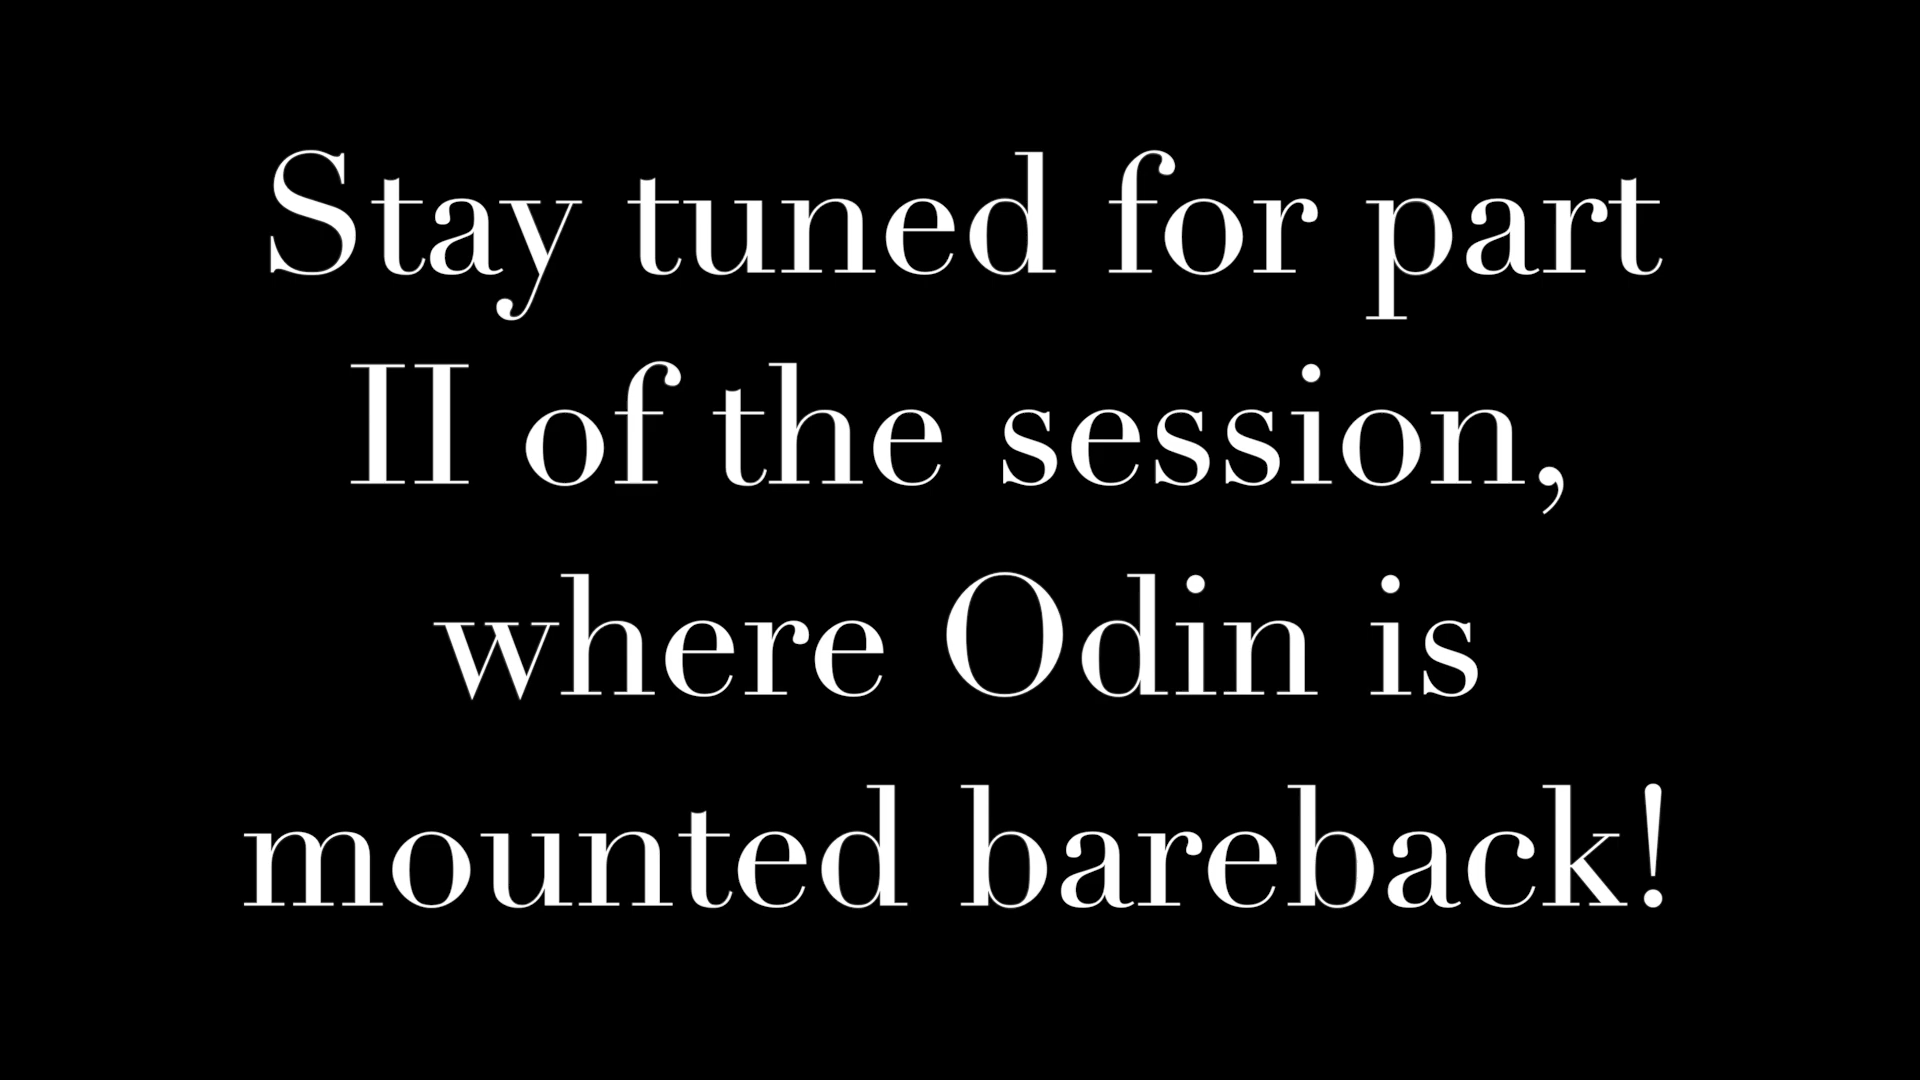 Stay tuned for part
II of the session,
where Odin is
mounted bareback!